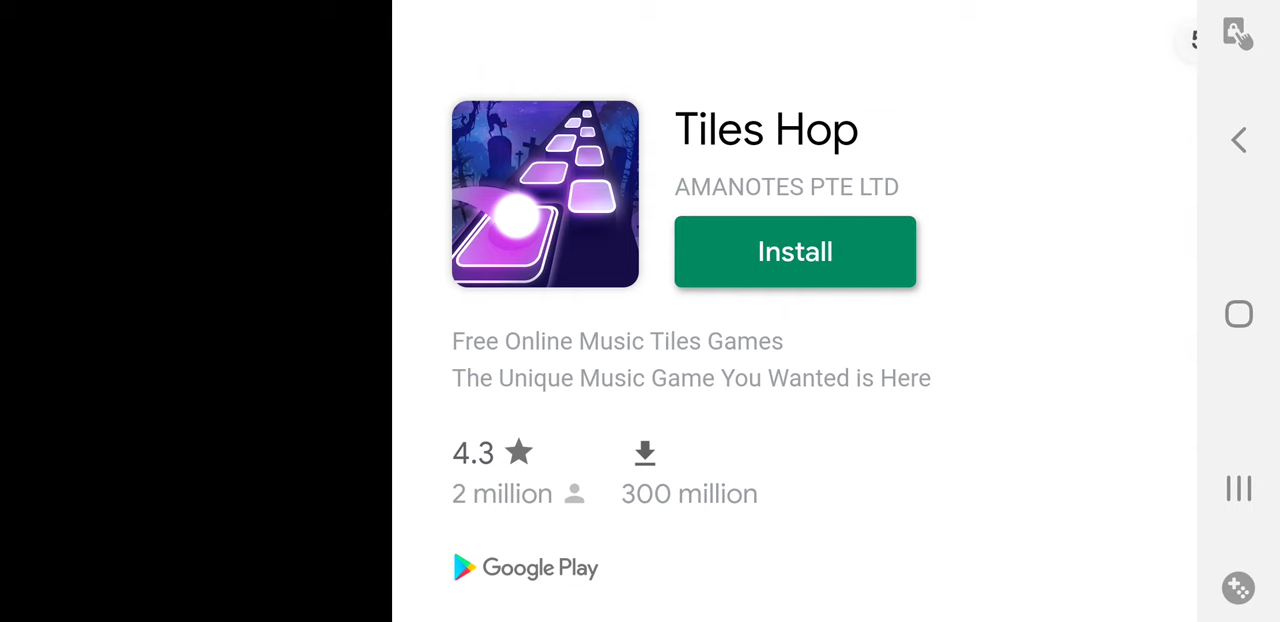 5
Tiles Hop
AMANOTES PTE LTD
Install
Free Online Music Tiles Games
The Unique Music Game You Wanted is Here
4.3
2 million
300 million
Google Play